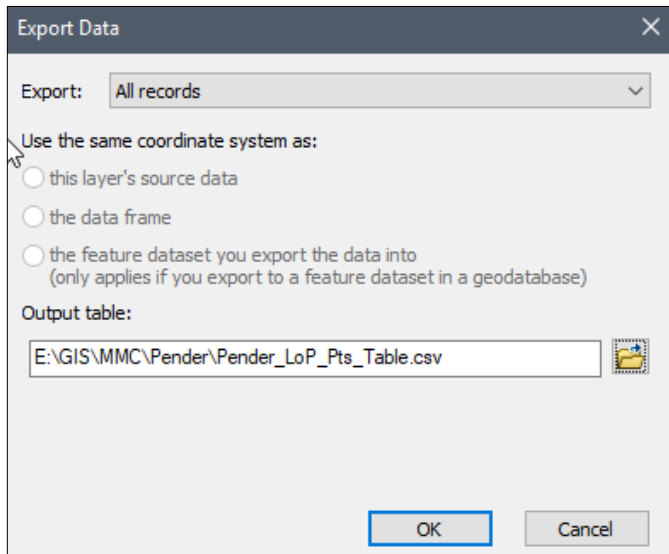 Export Data
Export: All records
Use the same coordinate system as:
this layer's source data
the data frame
the feature dataset you export the data into
(only applies if you export to a feature dataset in a geodatabase)
Output table:
E:\GIS\MMC\Pender\Pender_LoP_Pts_Table.csv
OK Cancel